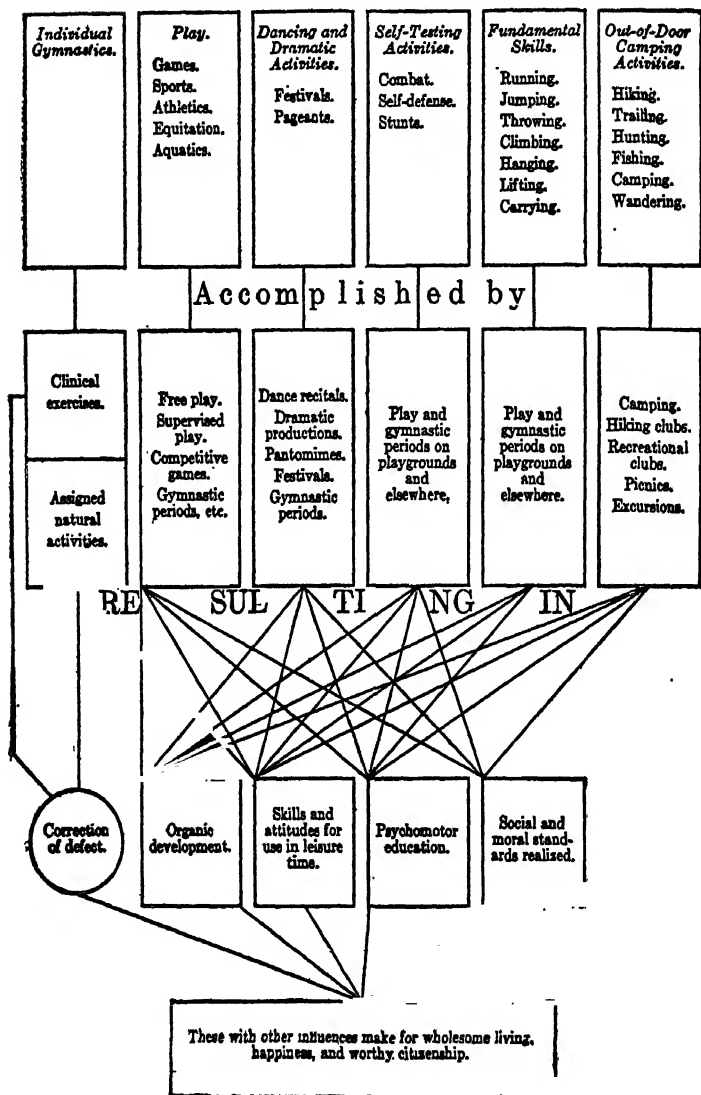 Individual
Gymnastics.
Play.
Games.
Sports.
Athletics.
Equitation.
Aquatics.
Dancing and
Dramatic
Activities.
Festivals.
Pageants.
Self-Testing
Activities.
Combat.
Self-defense.
Stunts.
Fundamental
Skills.
Running.
Jumping.
Throwing.
Climbing.
Hanging.
Lifting.
Carrying.
Out-of-Door
Camping
Activities.
Hiking.
Trailing.
Hunting.
Fishing.
Camping.
Wandering.
Accomplished by
Clinical
exercises.
Assigned
natural
activities.
Free play.
Supervised
play.
Competitive
games.
Gymnastic
periods, etc.
Dance recitals.
Dramatic
productions.
Pantomimes.
Festivals.
Gymnastic
periods.
Play and
gymnastic
periods on
playgrounds
and
elsewhere.
Play and
gymnastic
periods on
playgrounds
and
elsewhere.
Camping.
Hiking clubs.
Recreational
clubs.
Picnics.
Excursions.
RESULTING IN
Correction
of defect.
Organic
development.
Skills and
attitudes for
use in leisure
time.
Psychomotor
education.
Social and
moral stand-
ards realized.
These with other influences make for wholesome living,
happiness, and worthy citizenship.